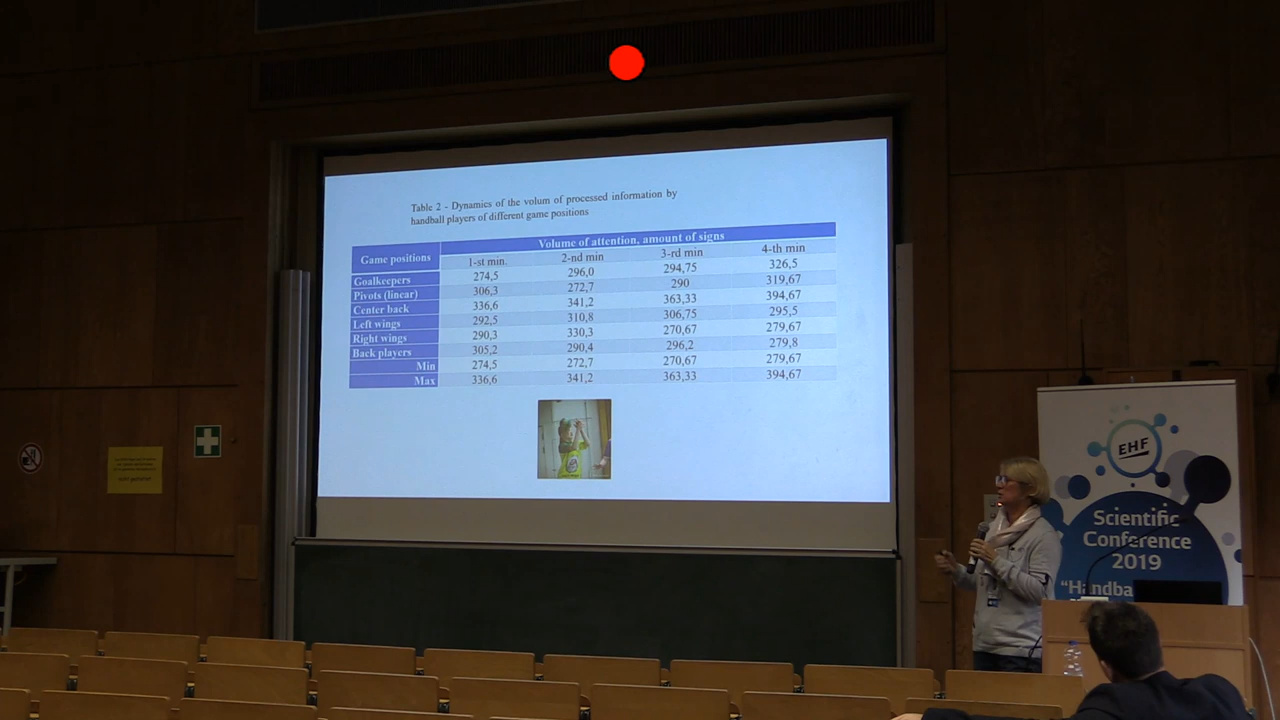 Table 2 - Dynamics of the volum of processed information by
handball players of different game positions
Game positions Volume of attention, amount of signs
1-st min. 2-nd min 3-rd min 4-th min
Goalkeepers 274,5 296,0 294,75 326,5
Pivots (linear) 306,3 272,7 290 319,67
Center back 336,6 341,2 363,33 394,67
Left wings 292,5 310,8 306,75 295,5
Right wings 290,3 330,3 270,67 279,67
Back players 305,2 290,4 296,2 279,8
Min 274,5 272,7 270,67 279,67
Max 336,6 341,2 363,33 394,67
EHF
Scientific
Conference
2019
"Handba